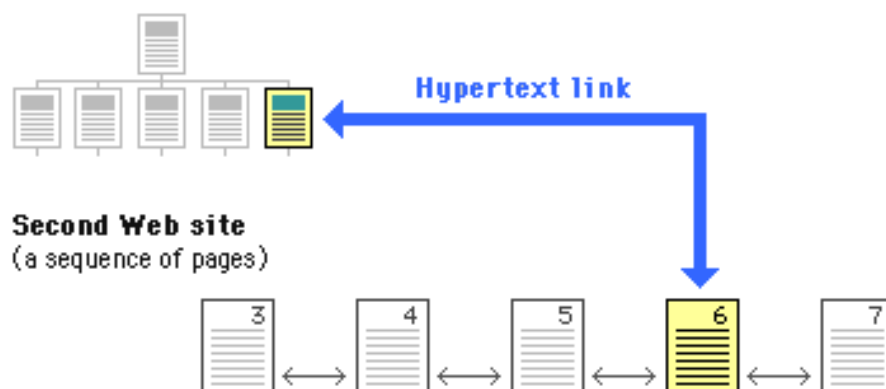 Hypertext link
Second Web site
(a sequence of pages)
3 4 5 6 7